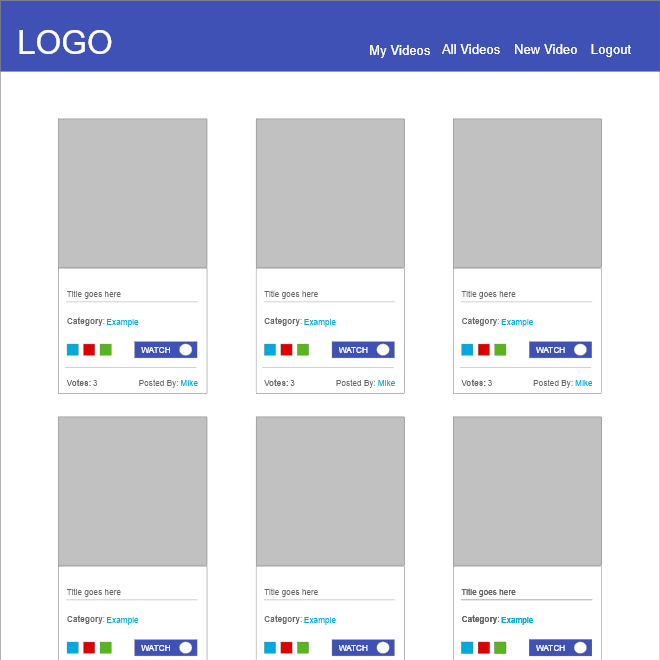 LOGO
My Videos All Videos New Video Logout
Title goes here
Category: Example
WATCH
Votes: 3 Posted By: Mike
Title goes here
Category: Example
WATCH
Votes: 3 Posted By: Mike
Title goes here
Category: Example
WATCH
Votes: 3 Posted By: Mike
Title goes here
Category: Example
WATCH
Title goes here
Category: Example
WATCH
Title goes here
Category: Example
WATCH